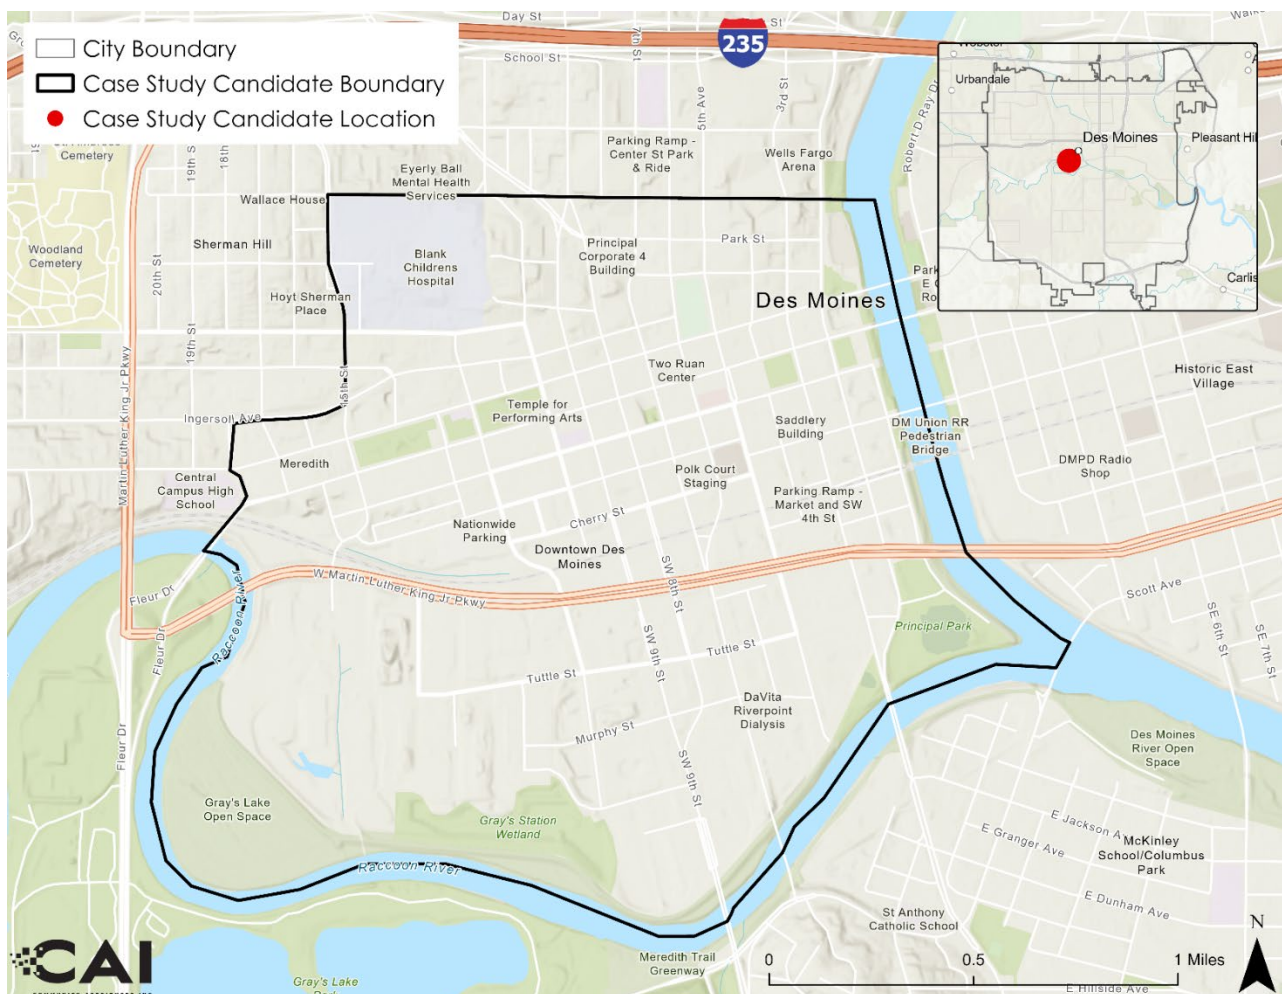 City Boundary
Case Study Candidate Boundary
Case Study Candidate Location
Day St
School St
7th St
235
5th Ave
3rd St
Robert D Ray Dr
Urbandale
Des Moines
Pleasant Hil
Carlis
Cemetery
19th S
18th
Parking Ramp -
Center St Park
& Ride
Wells Fargo
Arena
Eyerly Ball
Mental Health
Services
Wallace House
Woodland
Cemetery
Sherman Hill
20th St
Blank
Childrens
Hospital
Principal
Corporate 4
Building
Park St
Hoyt Sherman
Place
Des Moines
19th St
Martin Luther King Jr Pkwy
15th St
Two Ruan
Center
Historic East
Village
Ingersoll Ave
Temple for
Performing Arts
Saddlery
Building
DM Union RR
Pedestrian
Bridge
Meredith
Central
Campus High
School
Polk Court
Staging
DMPD Radio
Shop
Parking Ramp -
Market and SW
4th St
Nationwide
Parking
Cherry St
Downtown Des
Moines
SW 8th St
W Martin Luther King Jr Pkwy
Fleur Dr
Raccoon River
Scott Ave
Principal Park
SE 6th St
SE 7th St
Fleur Dr
SW 9th St
Tuttle St
Tuttle St
DaVita
Riverpoint
Dialysis
Murphy St
Fleur Dr
Des Moines
River Open
Space
Gray's Lake
Open Space
Gray's Station
Wetland
SW 9th St
E Jackson Ave
E Granger Ave
McKinley
School/Columbus
Park
Raccoon River
E Dunham Ave
St Anthony
Catholic School
N
CAI
Meredith Trail
Greenway
0
0.5
1 Miles
Gray's Lake
E Hillside Ave